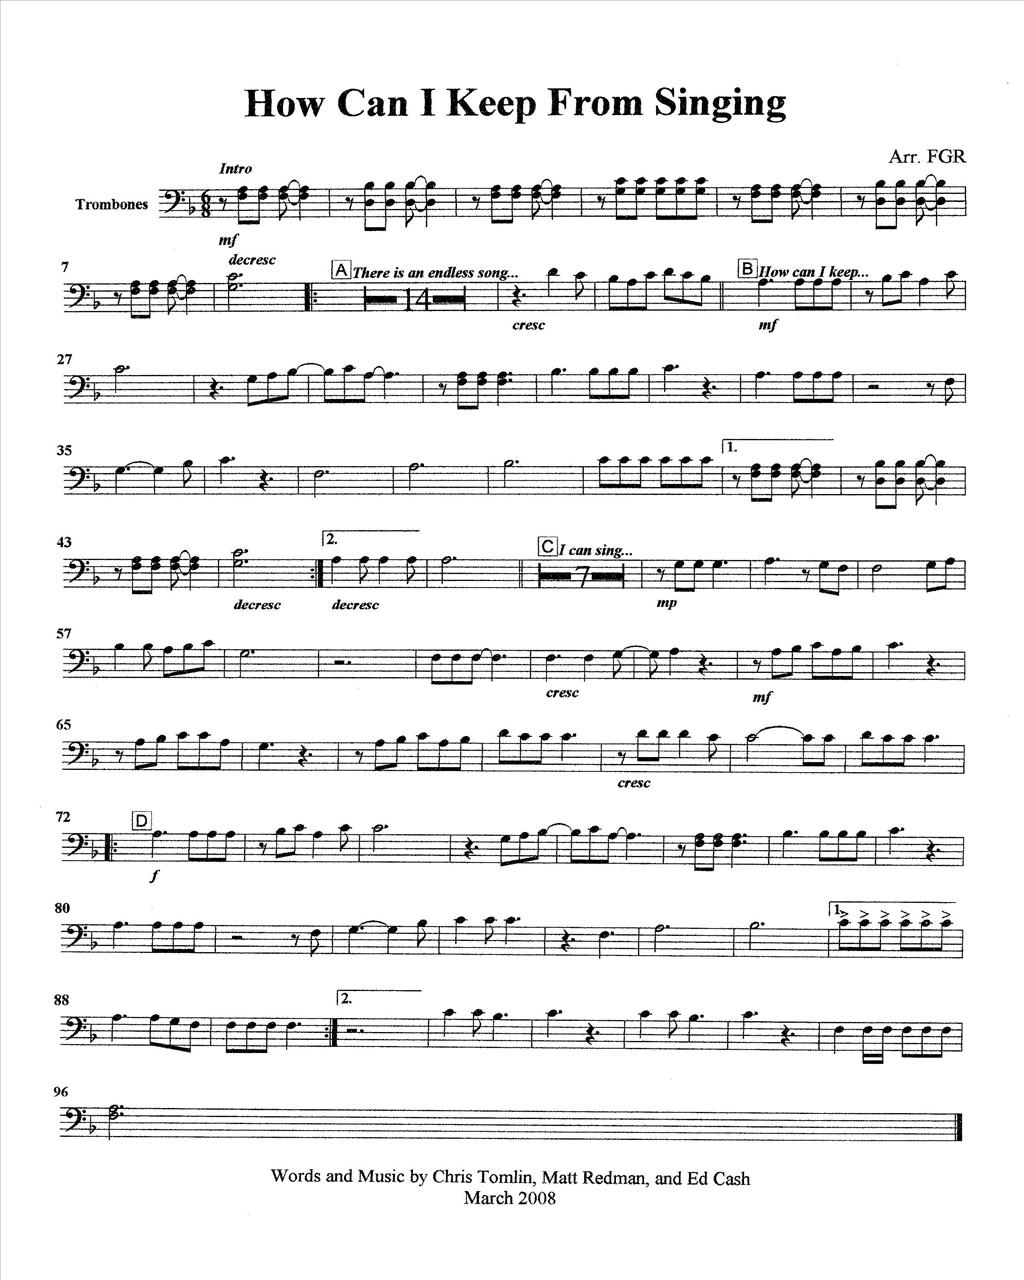 How Can I Keep From Singing
Arr. FGR
Intro
Trombones
6
8
mf
decresc
7
A There is an endless song...
14
cresc
B How can I keep...
mf
27
35
1.
43
decresc
2.
decresc
C I can sing...
7
mp
57
cresc
mf
65
cresc
72
D
f
80
1.
88
2.
96
Words and Music by Chris Tomlin, Matt Redman, and Ed Cash
March 2008